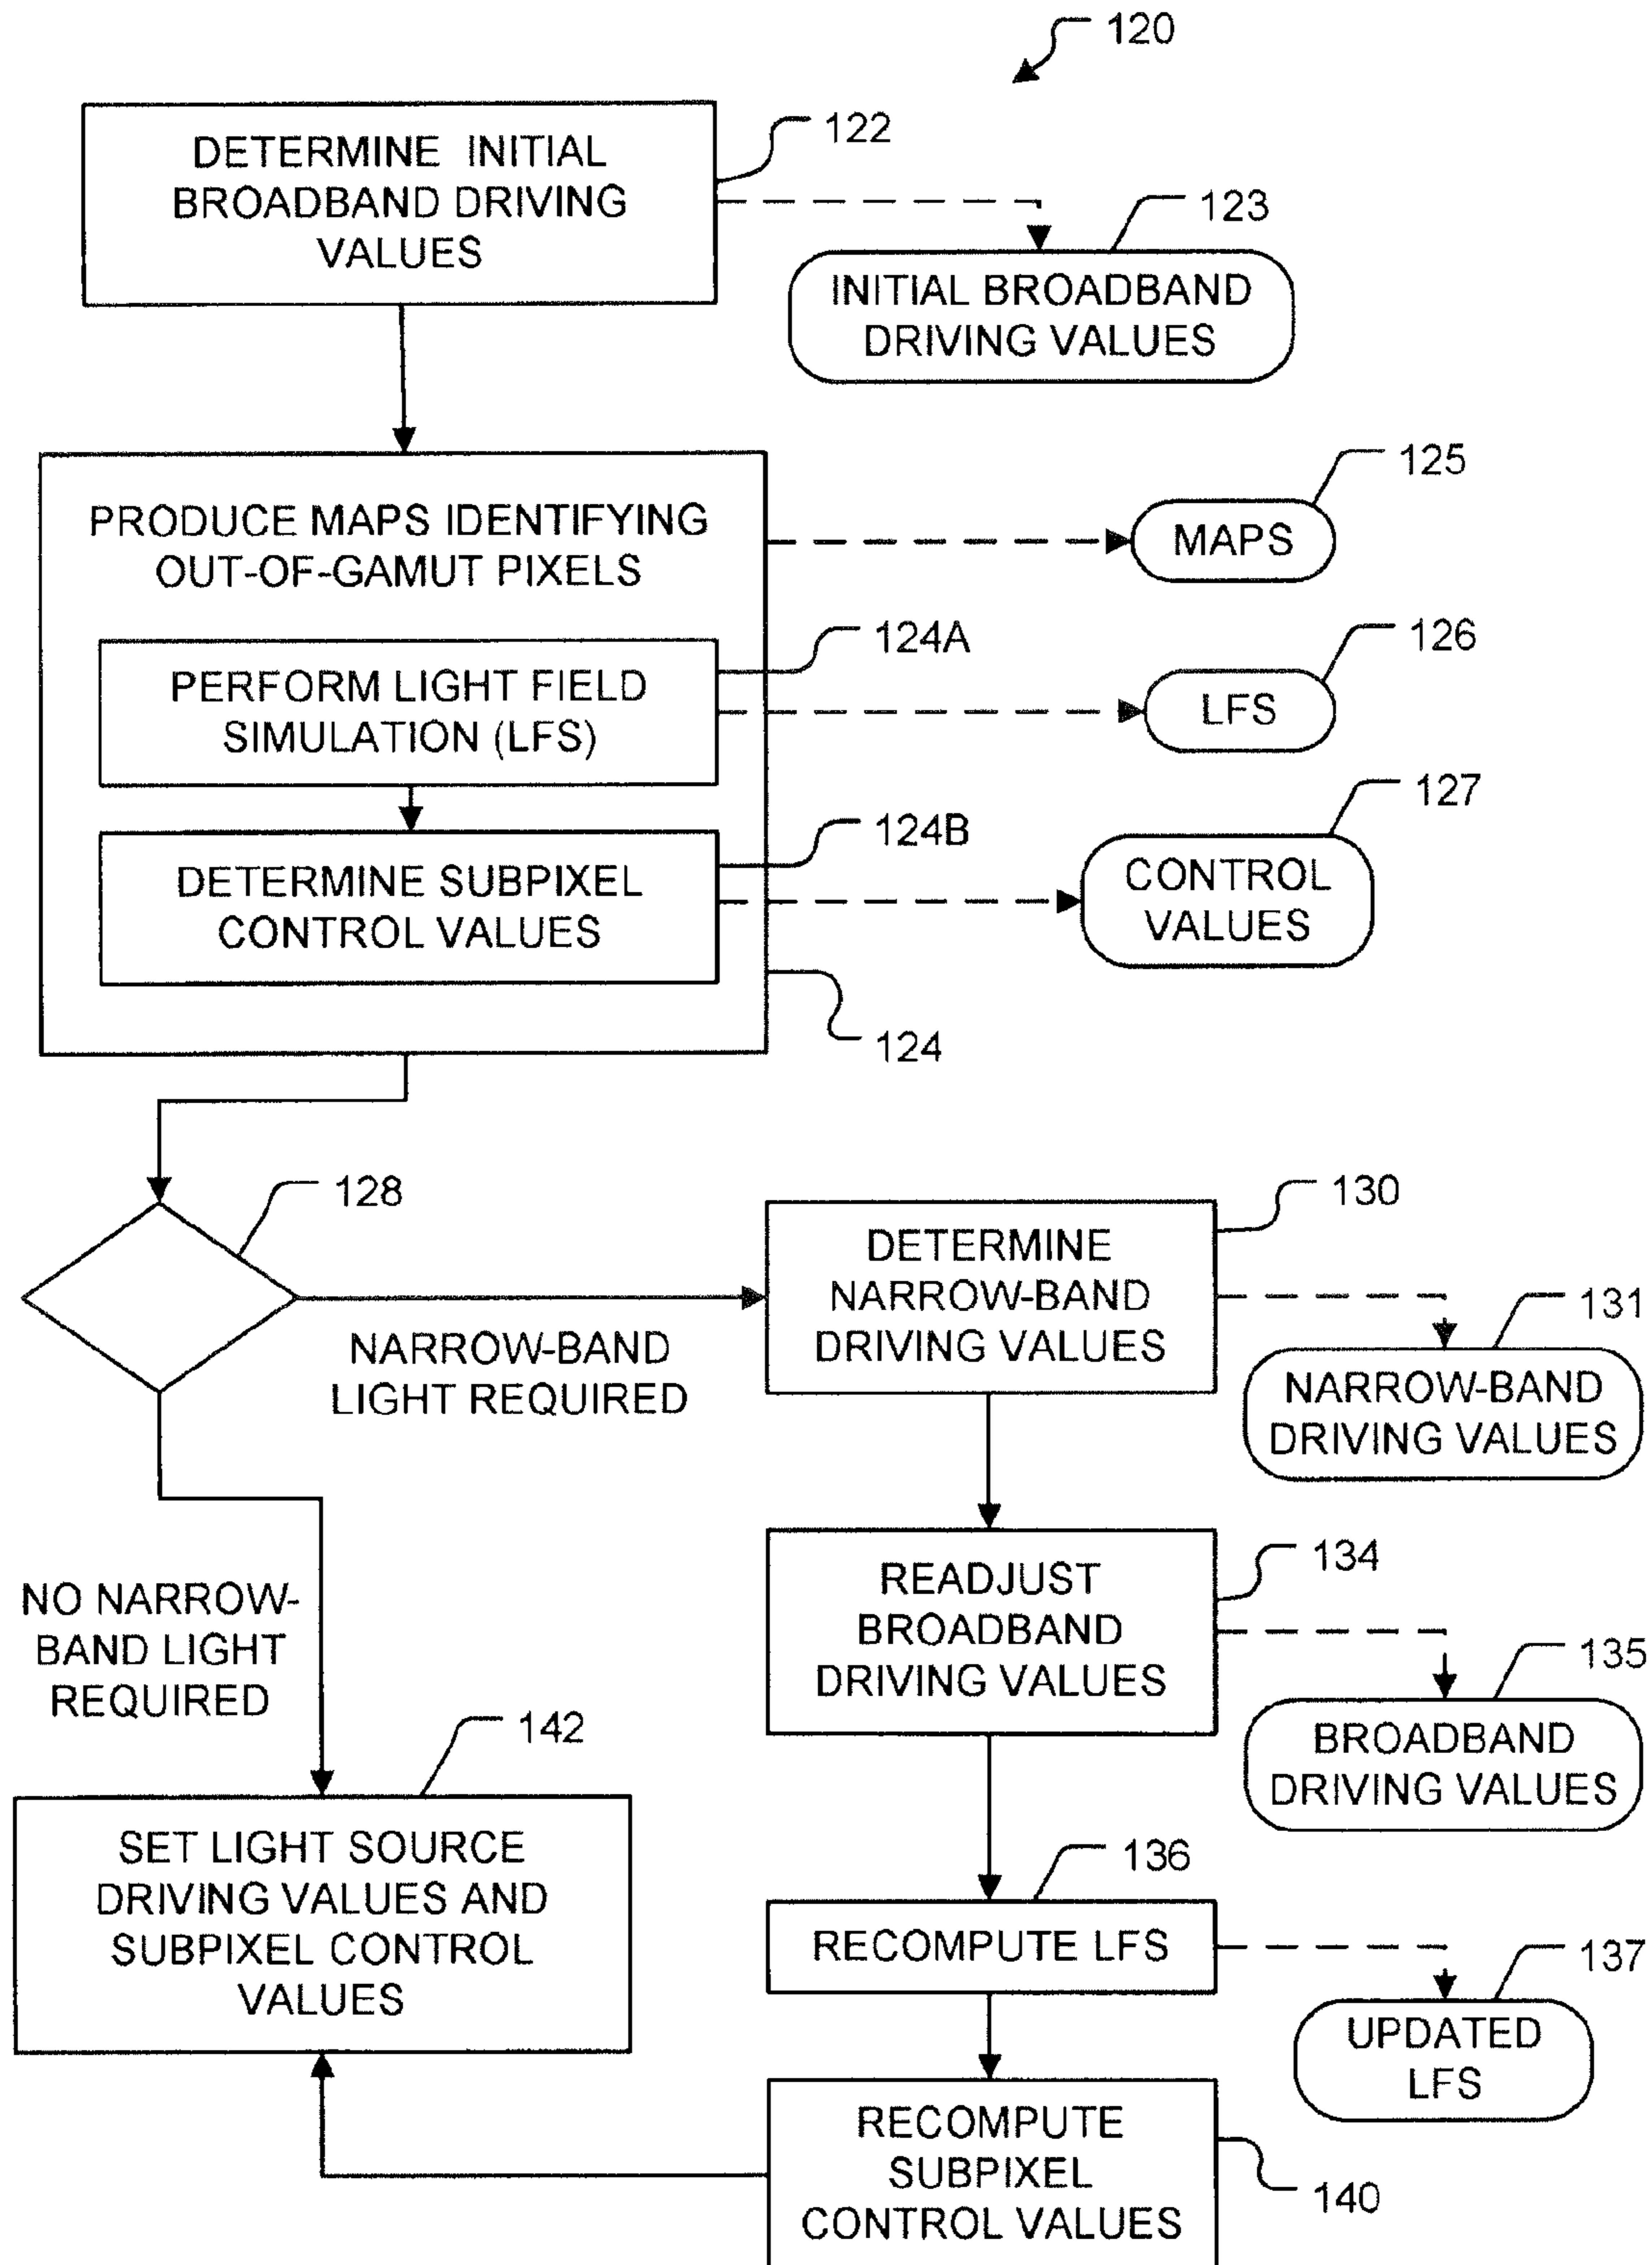 120
DETERMINE INITIAL
BROADBAND DRIVING
VALUES
122
123
INITIAL BROADBAND
DRIVING VALUES
PRODUCE MAPS IDENTIFYING
OUT-OF-GAMUT PIXELS
125
MAPS
124A
PERFORM LIGHT FIELD
SIMULATION (LFS)
126
LFS
124B
DETERMINE SUBPIXEL
CONTROL VALUES
127
CONTROL
VALUES
124
128
NARROW-BAND
LIGHT REQUIRED
130
DETERMINE
NARROW-BAND
DRIVING VALUES
131
NARROW-BAND
DRIVING VALUES
NO NARROW-
BAND LIGHT
REQUIRED
134
READJUST
BROADBAND
DRIVING VALUES
135
BROADBAND
DRIVING VALUES
142
SET LIGHT SOURCE
DRIVING VALUES AND
SUBPIXEL CONTROL
VALUES
136
RECOMPUTE LFS
137
UPDATED
LFS
RECOMPUTE
SUBPIXEL
CONTROL VALUES
140